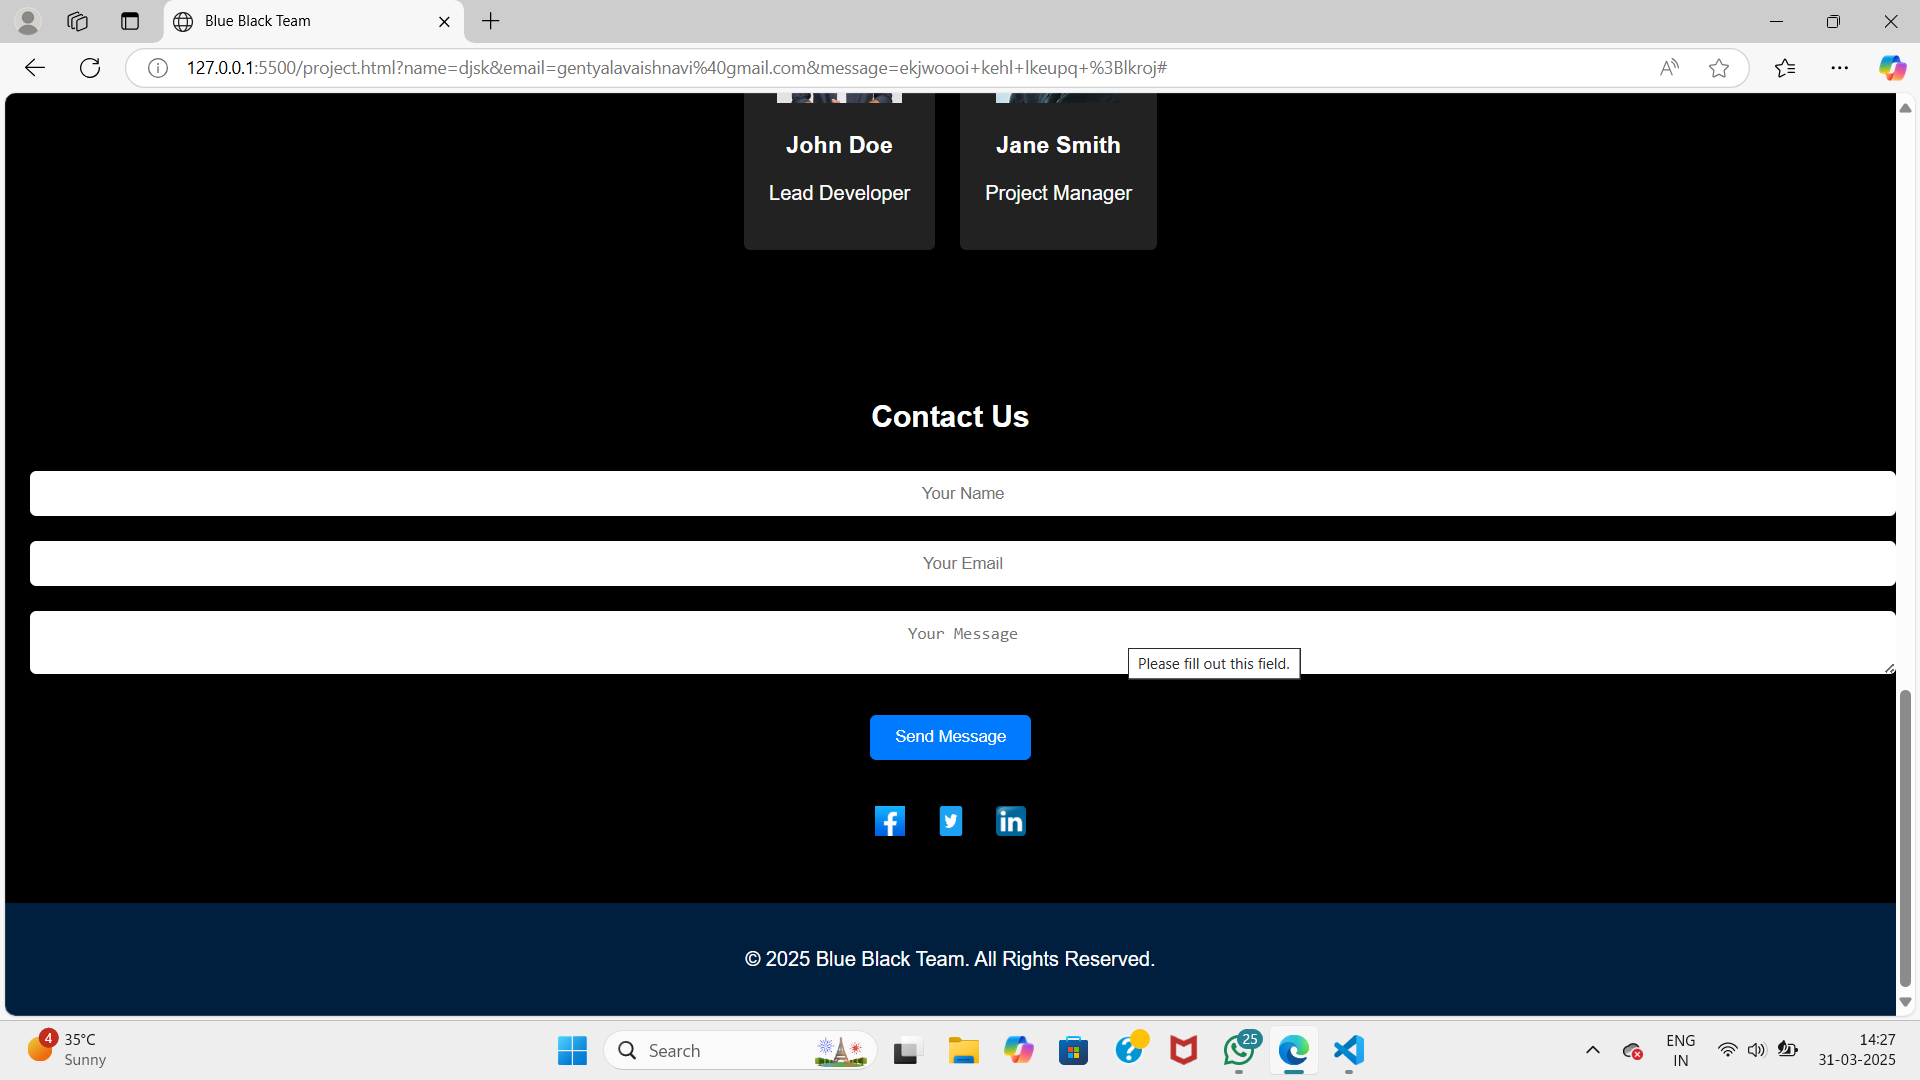 Blue Black Team
127.0.0.1:5500/project.html?name=djsk&email=gentyalavaishnavi%40gmail.com&message=ekjwoooi+kehl+lkeupq+%3Blkroj#
John Doe
Jane Smith
Lead Developer
Project Manager
Contact Us
Your Name
Your Email
Your Message
Please fill out this field.
Send Message
© 2025 Blue Black Team. All Rights Reserved.
4
35°C
Sunny
Search
25
ENG
IN
14:27
31-03-2025